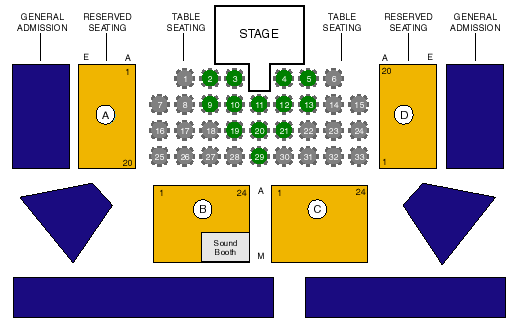 GENERAL ADMISSION
RESERVED SEATING
TABLE SEATING
STAGE
TABLE SEATING
RESERVED SEATING
GENERAL ADMISSION
E A
A E
1
20
1 2 3 4 5 6
7 8 9 10 11 12 13 14 15
A
D
16 17 18 19 20 21 22 23 24
25 26 27 28 29 30 31 32 33
20
1
1 24
A
1 24
B
C
Sound
Booth
M